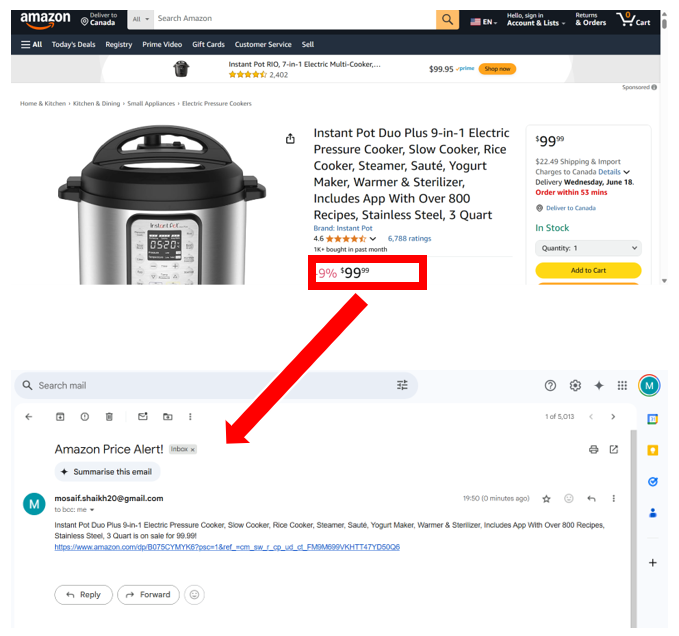 amazon
Deliver to
Canada
All
Search Amazon
EN
Hello, sign in
Account & Lists
Returns
& Orders
0
Cart
All Today's Deals Registry Prime Video Gift Cards Customer Service Sell
Instant Pot RIO, 7-in-1 Electric Multi-Cooker,...
2,402
$99.95 prime
Shop now
Sponsored
Home & Kitchen › Kitchen & Dining › Small Appliances › Electric Pressure Cookers
Instant Pot
0520
Instant Pot Duo Plus 9-in-1 Electric
Pressure Cooker, Slow Cooker, Rice
Cooker, Steamer, Sauté, Yogurt
Maker, Warmer & Sterilizer,
Includes App With Over 800
Recipes, Stainless Steel, 3 Quart
Brand: Instant Pot
4.6 6,788 ratings
1K+ bought in past month
-9% $99 99
$99 99
$22.49 Shipping & Import
Charges to Canada Details
Delivery Wednesday, June 18.
Order within 53 mins
Deliver to Canada
In Stock
Quantity: 1
Add to Cart
Search mail
M
1 of 5,013
Amazon Price Alert! Inbox x
Summarise this email
M
mosaif.shaikh20@gmail.com
19:50 (0 minutes ago)
to bcc: me
Instant Pot Duo Plus 9-in-1 Electric Pressure Cooker, Slow Cooker, Rice Cooker, Steamer, Sauté, Yogurt Maker, Warmer & Sterilizer, Includes App With Over 800 Recipes,
Stainless Steel, 3 Quart is on sale for 99.99!
https://www.amazon.com/dp/B075CYMYK6?psc=1&ref_=cm_sw_r_cp_ud_ct_FM9M699VKHTT47YD50Q6
Reply
Forward